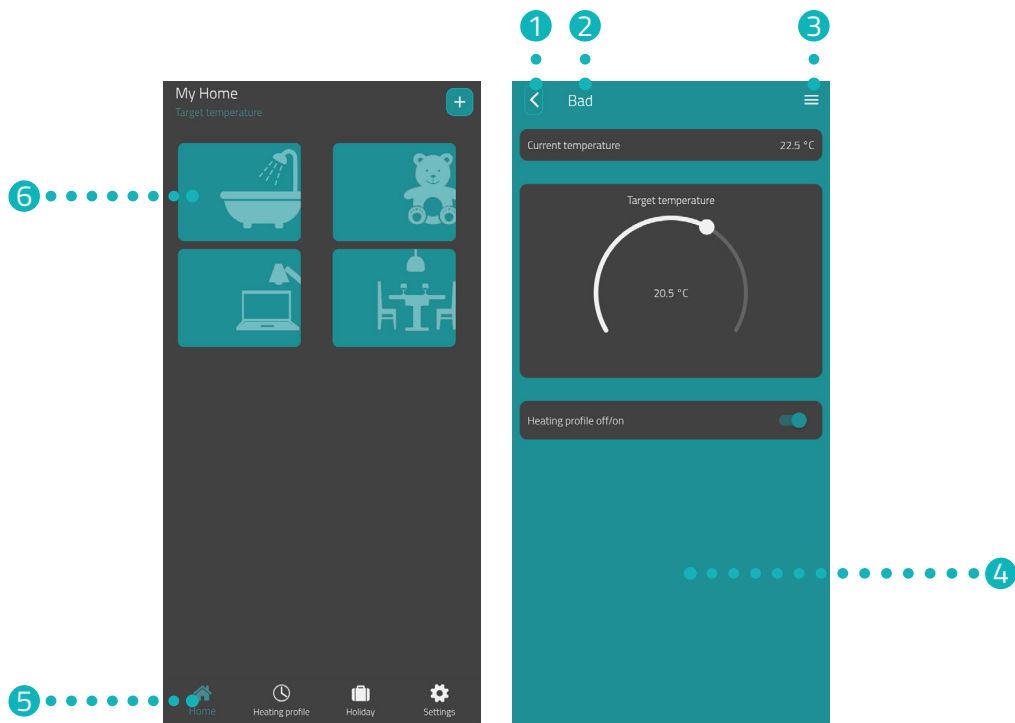 1 2 3
My Home
Target temperature
+
6
5
Home Heating profile Holiday Settings
Bad
Current temperature 22.5 °C
Target temperature
20.5 °C
Heating profile off/on
4